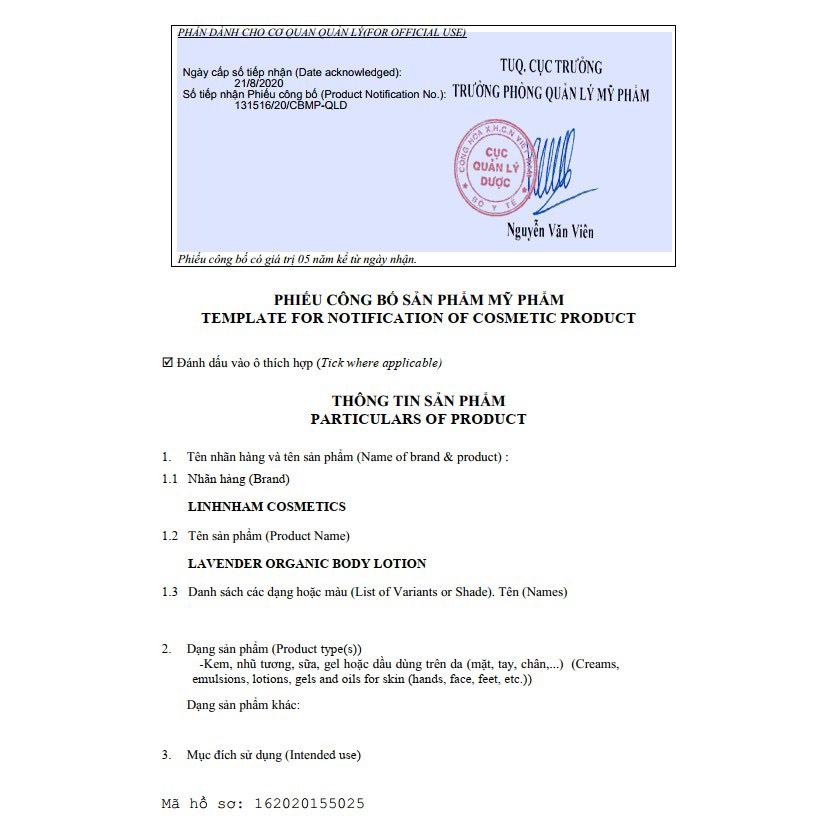 PHẦN DÀNH CHO CƠ QUAN QUẢN LÝ(FOR OFFICIAL USE)
Ngày cấp số tiếp nhận (Date acknowledged):
21/8/2020
Số tiếp nhận Phiếu công bố (Product Notification No.):
131516/20/CBMP-QLD
TUQ. CỤC TRƯỞNG
TRƯỞNG PHÒNG QUẢN LÝ MỸ PHẨM
CỘNG HÒA X.H.C.N VIỆT NAM
CỤC
QUẢN LÝ
DƯỢC
BỘ Y TẾ
Nguyễn Văn Viên
Phiếu công bố có giá trị 05 năm kể từ ngày nhận.
PHIẾU CÔNG BỐ SẢN PHẨM MỸ PHẨM
TEMPLATE FOR NOTIFICATION OF COSMETIC PRODUCT
☑ Đánh dấu vào ô thích hợp (Tick where applicable)
THÔNG TIN SẢN PHẨM
PARTICULARS OF PRODUCT
1. Tên nhãn hàng và tên sản phẩm (Name of brand & product) :
1.1 Nhãn hàng (Brand)
LINHNHAM COSMETICS
1.2 Tên sản phẩm (Product Name)
LAVENDER ORGANIC BODY LOTION
1.3 Danh sách các dạng hoặc màu (List of Variants or Shade). Tên (Names)
2. Dạng sản phẩm (Product type(s))
-Kem, nhũ tương, sữa, gel hoặc dầu dùng trên da (mặt, tay, chân,...) (Creams,
emulsions, lotions, gels and oils for skin (hands, face, feet, etc.))
Dạng sản phẩm khác:
3. Mục đích sử dụng (Intended use)
Mã hồ sơ: 162020155025